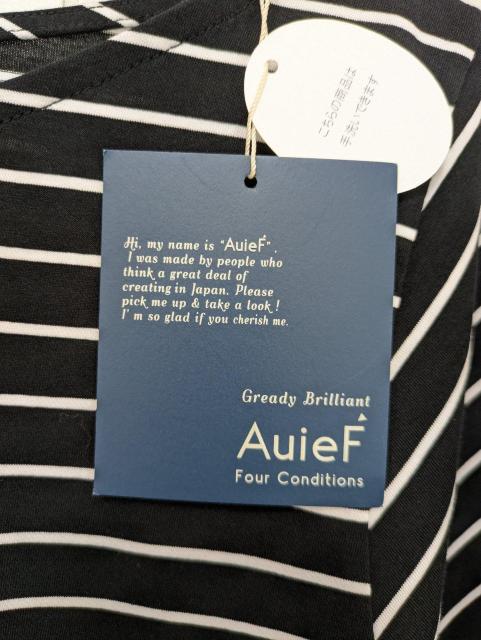 こちらの商品は
手洗いできます
Hi, my name is “AuieF” .
I was made by people who
think a great deal of
creating in Japan. Please
pick me up & take a look !
I' m so glad if you cherish me.
Gready Brilliant
AuieF
Four Conditions